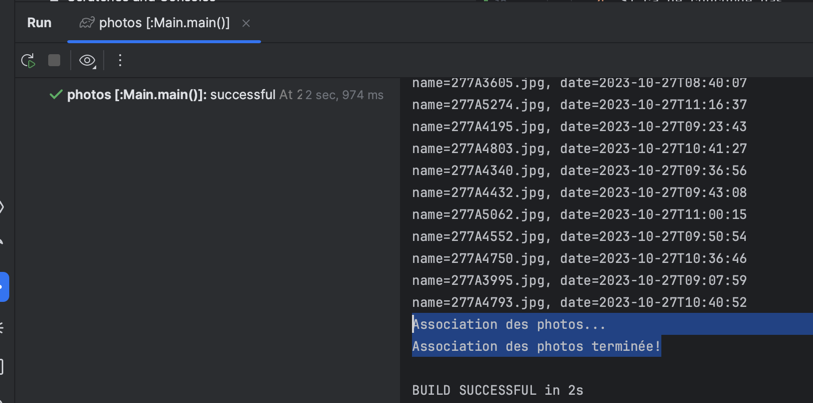 Scratches and Consoles
Run
photos [:Main.main()]
photos [:Main.main()]: successful At 2 2 sec, 974 ms
name=277A3605.jpg, date=2023-10-27T08:40:07
name=277A5274.jpg, date=2023-10-27T11:16:37
name=277A4195.jpg, date=2023-10-27T09:23:43
name=277A4803.jpg, date=2023-10-27T10:41:27
name=277A4340.jpg, date=2023-10-27T09:36:56
name=277A4432.jpg, date=2023-10-27T09:43:08
name=277A5062.jpg, date=2023-10-27T11:00:15
name=277A4552.jpg, date=2023-10-27T09:50:54
name=277A4750.jpg, date=2023-10-27T10:36:46
name=277A3995.jpg, date=2023-10-27T09:07:59
name=277A4793.jpg, date=2023-10-27T10:40:52
Association des photos...
Association des photos terminée!
BUILD SUCCESSFUL in 2s